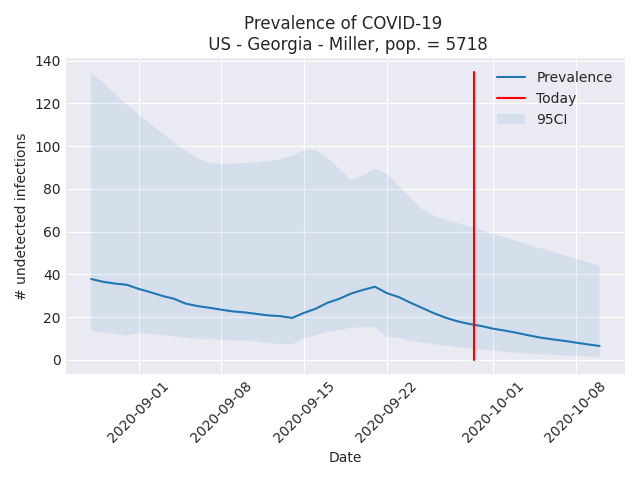 Prevalence of COVID-19
US - Georgia - Miller, pop. = 5718
140
120
100
80
60
40
20
0
# undetected infections
Prevalence
Today
95CI
2020-09-01
2020-09-08
2020-09-15
2020-09-22
2020-10-01
2020-10-08
Date